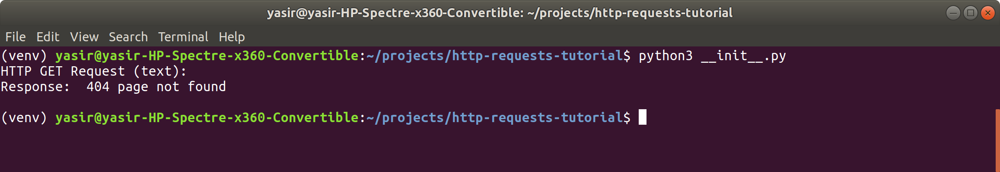 yasir@yasir-HP-Spectre-x360-Convertible: ~/projects/http-requests-tutorial
File Edit View Search Terminal Help
(venv) yasir@yasir-HP-Spectre-x360-Convertible:~/projects/http-requests-tutorial$ python3 __init__.py
HTTP GET Request (text):
Response:  404 page not found
(venv) yasir@yasir-HP-Spectre-x360-Convertible:~/projects/http-requests-tutorial$